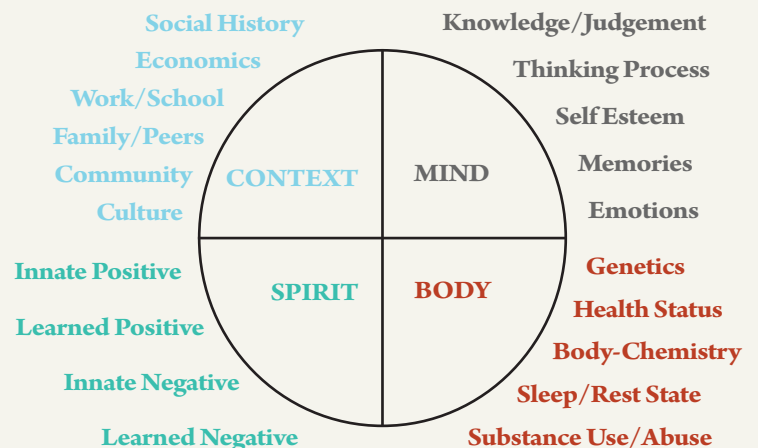 Social History
Economics
Work/School
Family/Peers
Community
Culture
CONTEXT
Knowledge/Judgement
Thinking Process
Self Esteem
Memories
Emotions
MIND
Innate Positive
Learned Positive
Innate Negative
Learned Negative
SPIRIT
BODY
Genetics
Health Status
Body-Chemistry
Sleep/Rest State
Substance Use/Abuse